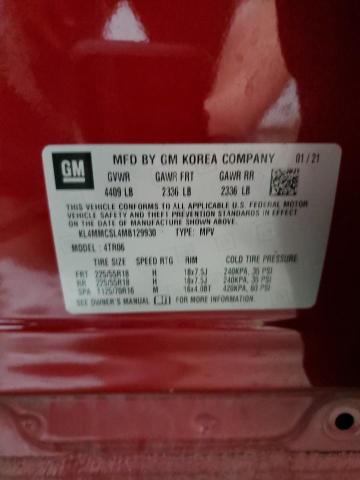 GM MFD BY GM KOREA COMPANY 01/21
GVWR GAWR FRT GAWR RR
4409 LB 2336 LB 2336 LB
THIS VEHICLE CONFORMS TO ALL APPLICABLE U.S. FEDERAL MOTOR
VEHICLE SAFETY AND THEFT PREVENTION STANDARDS IN EFFECT ON
THE DATE OF MANUFACTURE SHOWN ABOVE.
KL4MMCSL4MB129930 TYPE: MPV
MODEL: 4TR06
TIRE SIZE SPEED RTG RIM COLD TIRE PRESSURE
FRT 225/55R18 H 18x7.5J 240KPA, 35 PSI
RR 225/55R18 H 18x7.5J 240KPA, 35 PSI
SPA T125/70R16 M 16x4.0BT 420KPA, 60 PSI
SEE OWNER'S MANUAL FOR MORE INFORMATION.